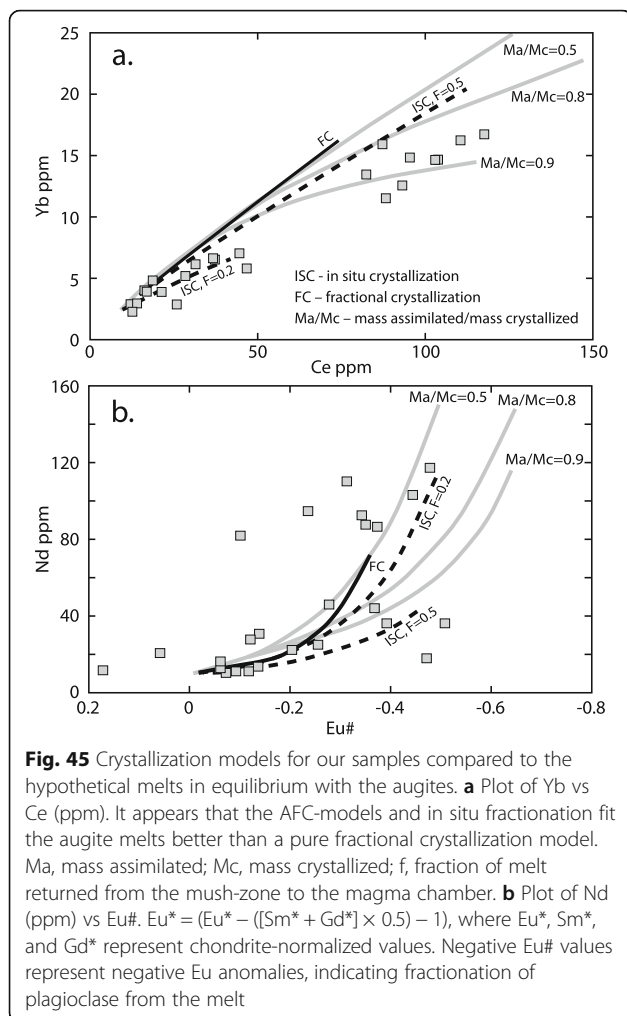 a.
25
20
15
10
5
0
Yb ppm
0
50
100
150
Ce ppm
Ma/Mc=0.5
Ma/Mc=0.8
Ma/Mc=0.9
FC
ISC, F=0.5
ISC, F=0.2
ISC - in situ crystallization
FC – fractional crystallization
Ma/Mc – mass assimilated/mass crystallized
b.
160
120
80
40
0
Nd ppm
0.2
0
-0.2
-0.4
-0.6
-0.8
Eu#
Ma/Mc=0.5
Ma/Mc=0.8
Ma/Mc=0.9
ISC, F=0.2
FC
ISC, F=0.5
Fig. 45 Crystallization models for our samples compared to the
hypothetical melts in equilibrium with the augites. a Plot of Yb vs
Ce (ppm). It appears that the AFC-models and in situ fractionation fit
the augite melts better than a pure fractional crystallization model.
Ma, mass assimilated; Mc, mass crystallized; f, fraction of melt
returned from the mush-zone to the magma chamber. b Plot of Nd
(ppm) vs Eu#. Eu* = (Eu* − ([Sm* + Gd*] × 0.5) − 1), where Eu*, Sm*,
and Gd* represent chondrite-normalized values. Negative Eu# values
represent negative Eu anomalies, indicating fractionation of
plagioclase from the melt